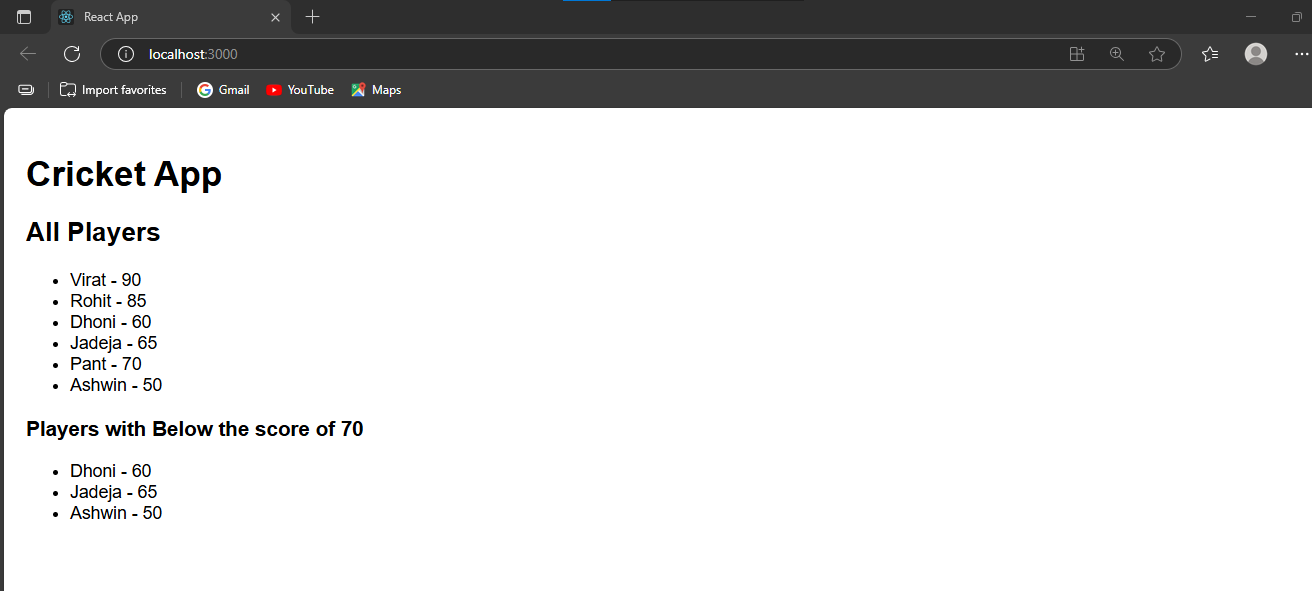 React App
localhost:3000
Import favorites Gmail YouTube Maps
Cricket App
All Players
• Virat - 90
• Rohit - 85
• Dhoni - 60
• Jadeja - 65
• Pant - 70
• Ashwin - 50
Players with Below the score of 70
• Dhoni - 60
• Jadeja - 65
• Ashwin - 50